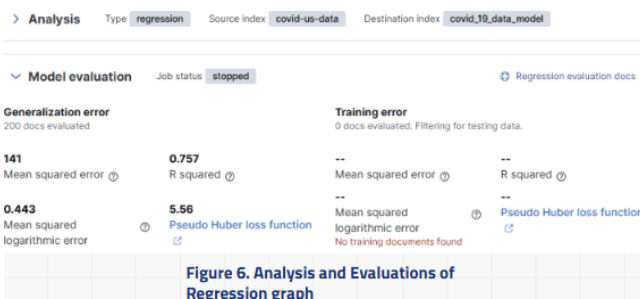 Analysis Type regression Source index covid-us-data Destination index covid_19_data_model
Model evaluation Job status stopped Regression evaluation docs
Generalization error
200 docs evaluated
141
Mean squared error
0.757
R squared
0.443
Mean squared
logarithmic error
5.56
Pseudo Huber loss function
Training error
0 docs evaluated. Filtering for testing data.
--
Mean squared error
--
R squared
--
Mean squared
logarithmic error
No training documents found
--
Pseudo Huber loss function
Figure 6. Analysis and Evaluations of
Regression graph